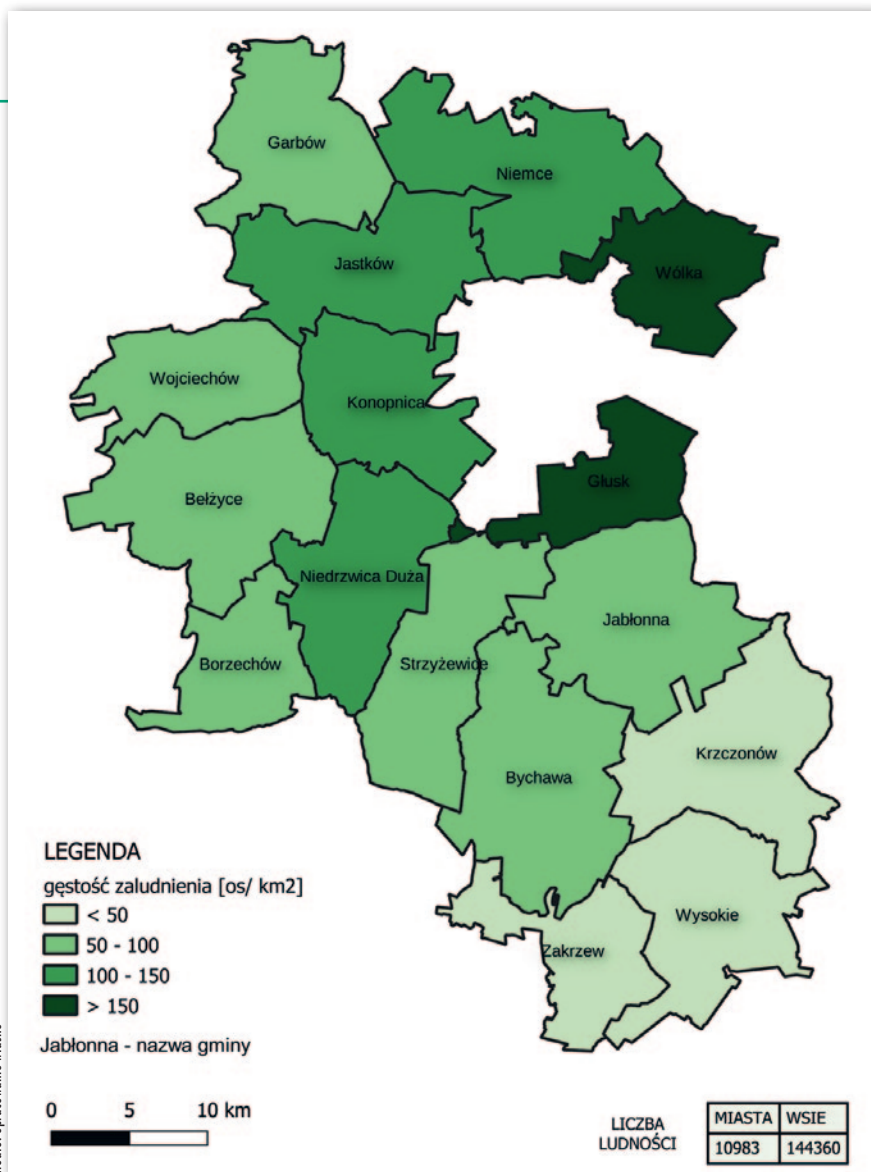 Garbów
Niemce
Jastków
Wólka
Wojciechów
Konopnica
Bełżyce
Głusk
Niedrzwica Duża
Jabłonna
Borzechów
Strzyżewice
Krzczonów
Bychawa
Wysokie
Zakrzew
LEGENDA
gęstość zaludnienia [os/ km2]
< 50
50 - 100
100 - 150
> 150
Jabłonna - nazwa gminy
0 5 10 km
LICZBA LUDNOŚCI
MIASTA WSIE
10983 144360